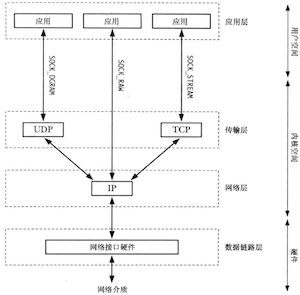 应用 应用 应用 应用层
用户空间
SOCK_DGRAM
SOCK_RAW
SOCK_STREAM
UDP TCP 传输层
内核空间
IP 网络层
网络接口硬件 数据链路层
硬件
网络介质